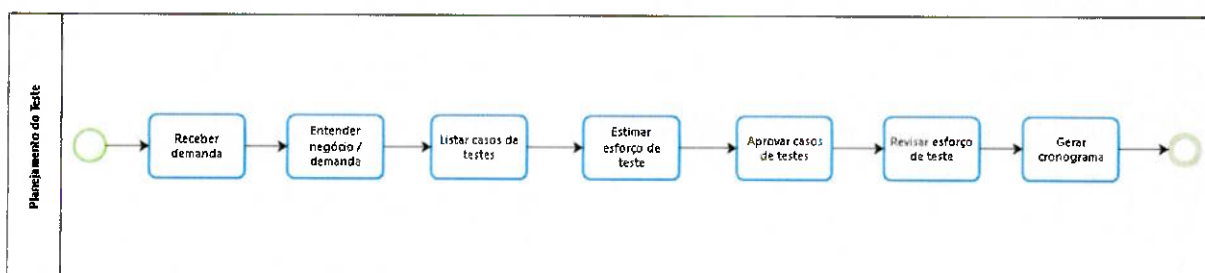 Planejamento do Teste
Receber
demanda
Entender
negócio /
demanda
Listar casos de
testes
Estimar
esforço de
teste
Aprovar casos
de testes
Revisar esforço
de teste
Gerar
cronograma